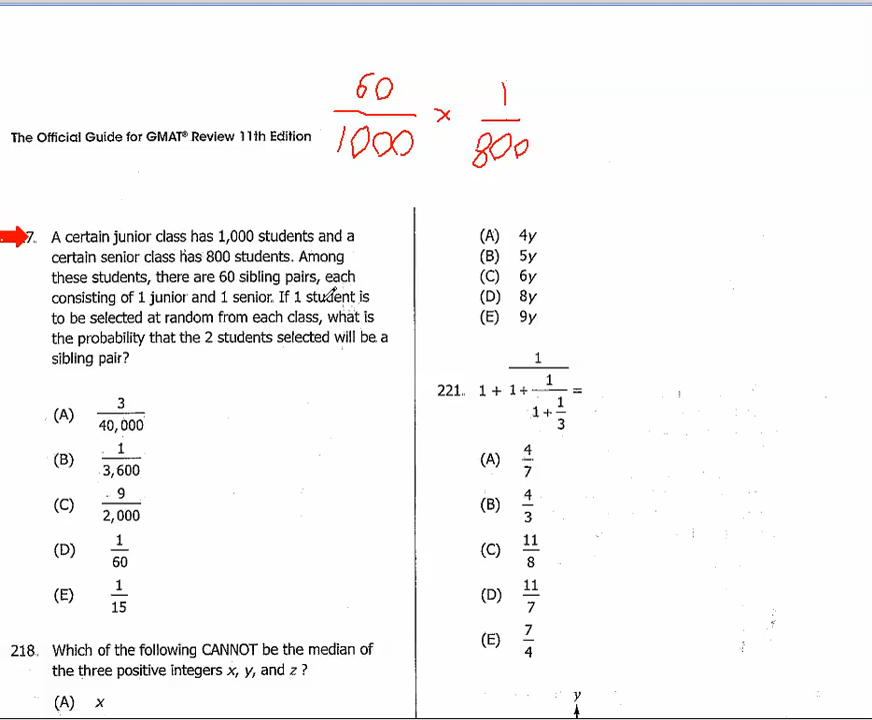 60 / 1000 × 1 / 800
The Official Guide for GMAT® Review 11th Edition
7. A certain junior class has 1,000 students and a
certain senior class has 800 students. Among
these students, there are 60 sibling pairs, each
consisting of 1 junior and 1 senior. If 1 student is
to be selected at random from each class, what is
the probability that the 2 students selected will be a
sibling pair?
(A) 3/40,000
(B) 1/3,600
(C) 9/2,000
(D) 1/60
(E) 1/15
218. Which of the following CANNOT be the median of
the three positive integers x, y, and z ?
(A) x
(A) 4y
(B) 5y
(C) 6y
(D) 8y
(E) 9y
221. 1 + 1/(1 + 1/(1 + 1/3)) =
(A) 4/7
(B) 4/3
(C) 11/8
(D) 11/7
(E) 7/4
y